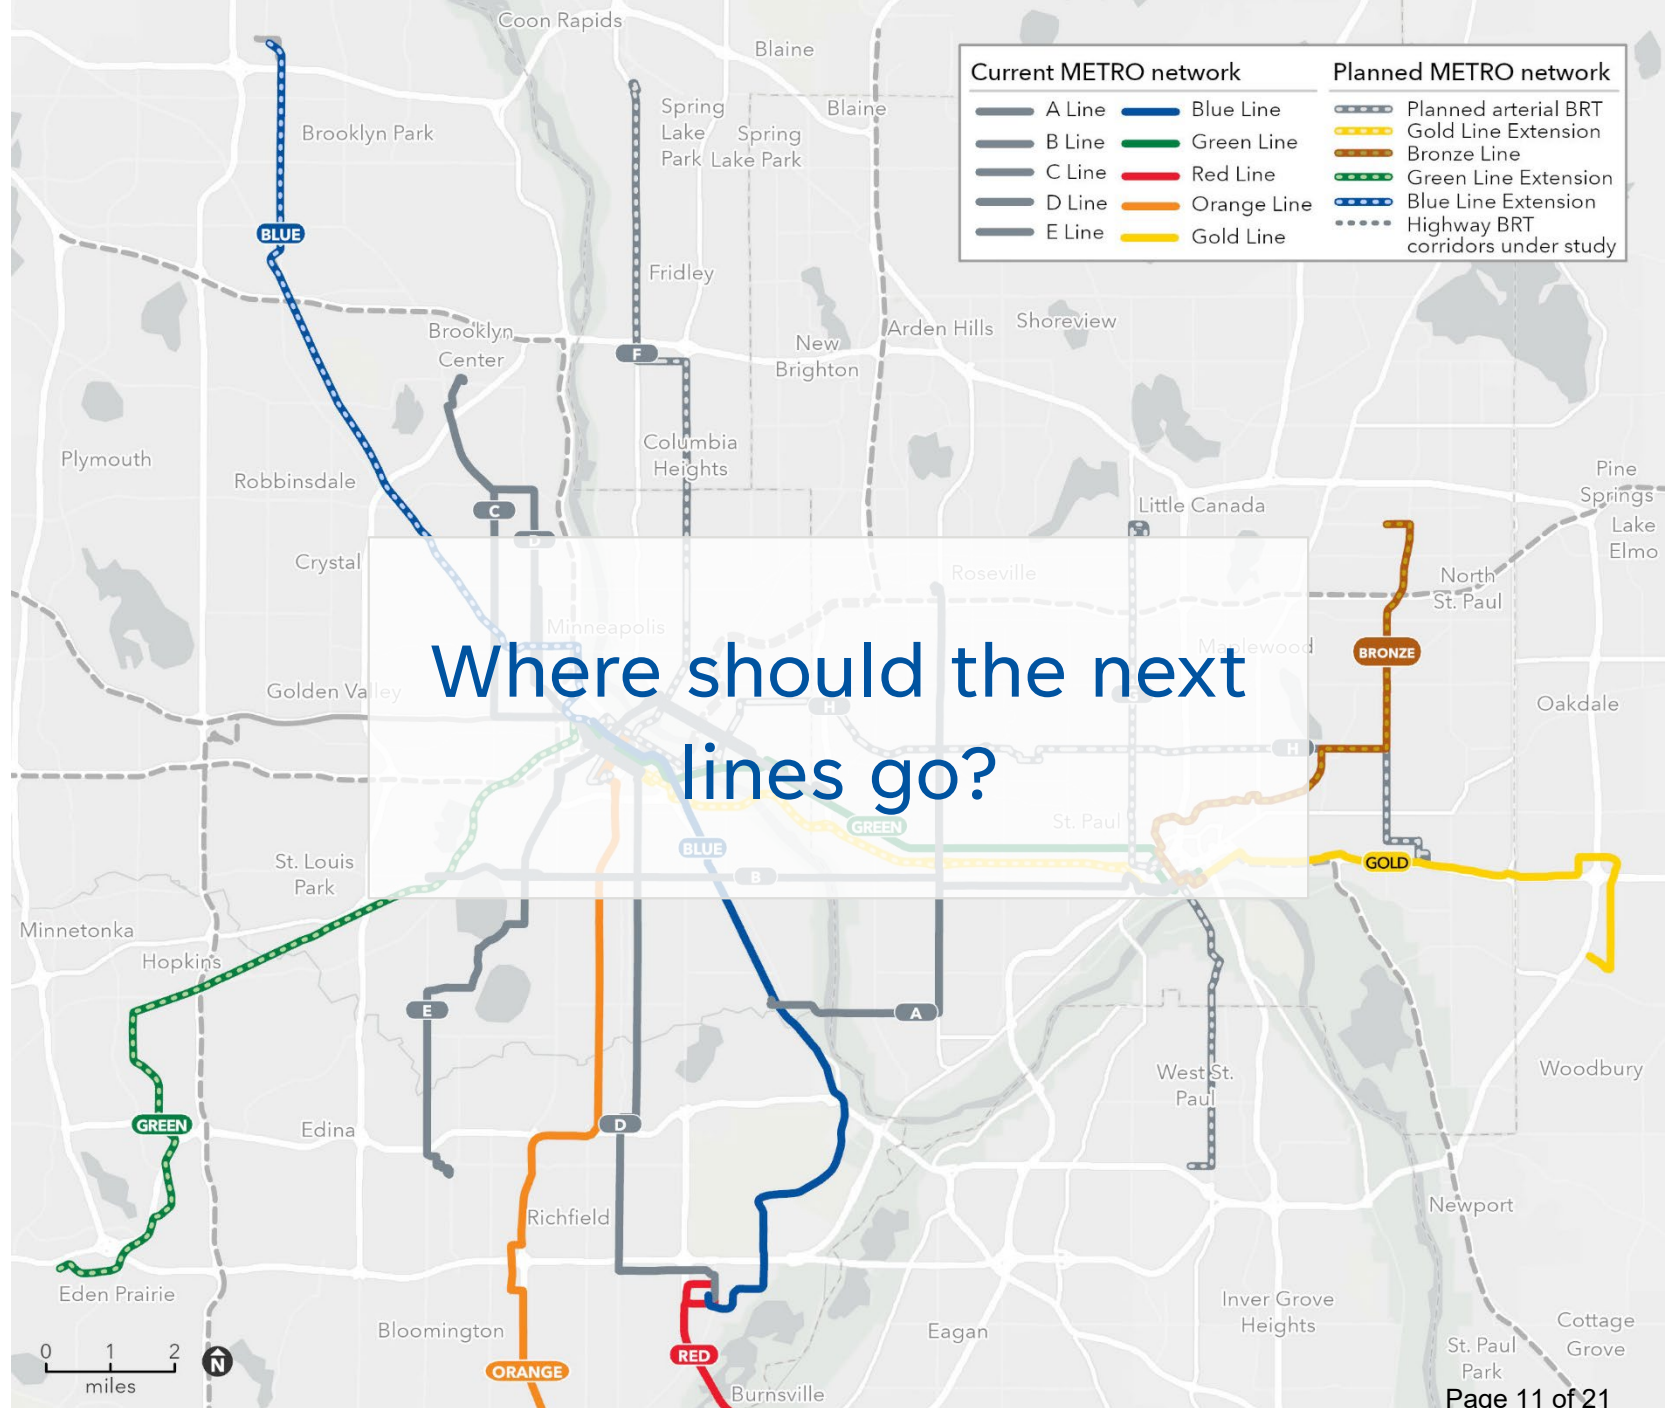 Coon Rapids
Blaine
Current METRO network
Planned METRO network
A Line
Blue Line
B Line
Green Line
C Line
Red Line
D Line
Orange Line
E Line
Gold Line
Planned arterial BRT
Gold Line Extension
Bronze Line
Green Line Extension
Blue Line Extension
Highway BRT
corridors under study
Spring
Lake
Park
Spring
Lake Park
Blaine
Brooklyn Park
BLUE
Fridley
Brooklyn
Center
F
New
Brighton
Arden Hills
Shoreview
Columbia
Heights
Plymouth
Robbinsdale
C
D
Little Canada
Pine
Springs
Lake
Elmo
Crystal
Roseville
North
St. Paul
Minneapolis
Maplewood
BRONZE
Where should the next
lines go?
Golden Valley
G
H
H
Oakdale
GREEN
St. Paul
BLUE
St. Louis
Park
B
GOLD
Minnetonka
Hopkins
E
A
West St.
Paul
Woodbury
GREEN
Edina
D
Richfield
Newport
Eden Prairie
Bloomington
Eagan
Inver Grove
Heights
Cottage
Grove
0 1 2
miles
N
ORANGE
RED
Burnsville
St. Paul
Park
Page 11 of 21